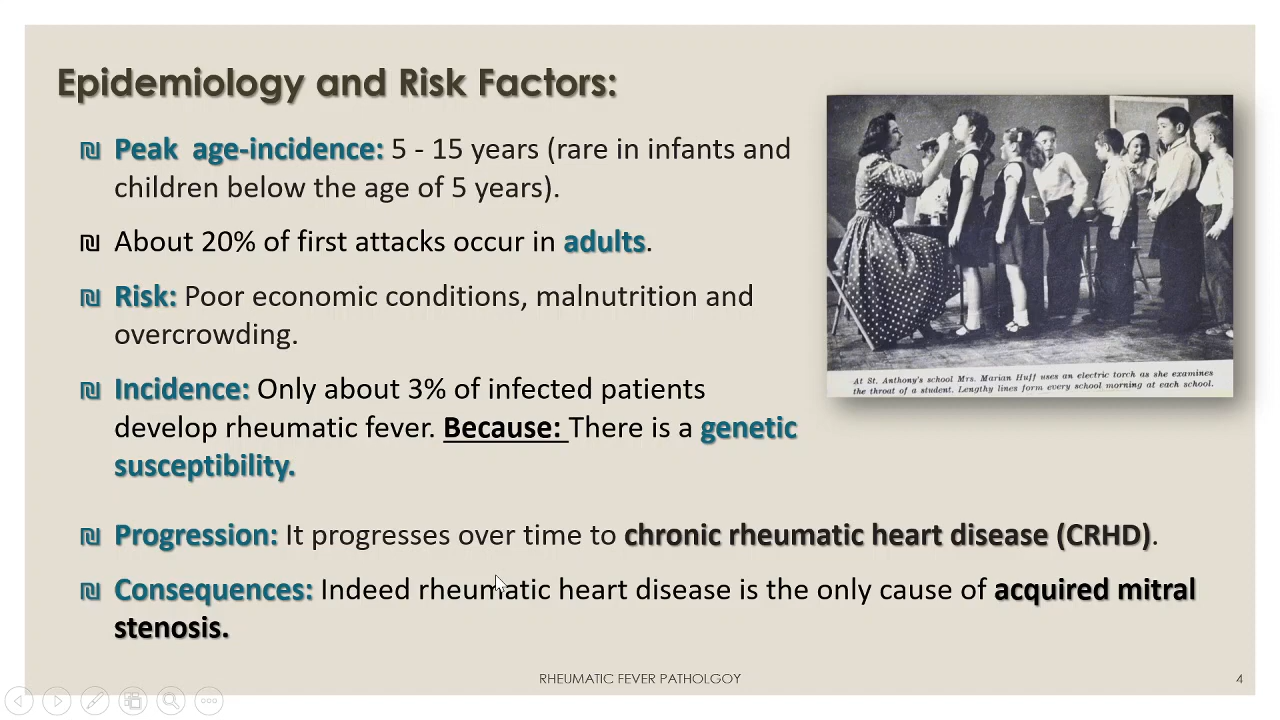 Epidemiology and Risk Factors:
₪ Peak age-incidence: 5 - 15 years (rare in infants and
children below the age of 5 years).
₪ About 20% of first attacks occur in adults.
₪ Risk: Poor economic conditions, malnutrition and
overcrowding.
₪ Incidence: Only about 3% of infected patients
develop rheumatic fever. Because: There is a genetic
susceptibility.
₪ Progression: It progresses over time to chronic rheumatic heart disease (CRHD).
₪ Consequences: Indeed rheumatic heart disease is the only cause of acquired mitral
stenosis.
At St. Anthony's school Mrs. Marian Huff uses an electric torch as she examines
the throat of a student. Lengthy lines form every school morning at each school.
RHEUMATIC FEVER PATHOLGOY
4